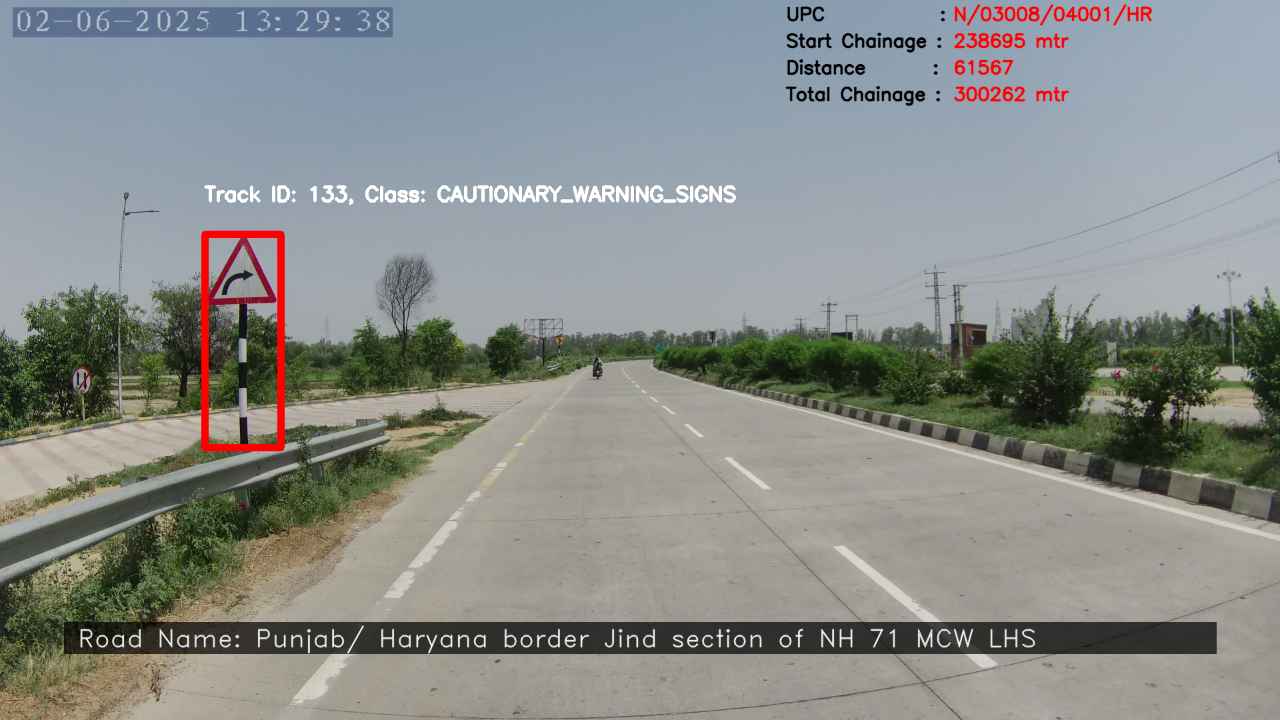 02-06-2025 13:29:38
UPC : N/03008/04001/HR
Start Chainage : 238695 mtr
Distance : 61567
Total Chainage : 300262 mtr
Track ID: 133, Class: CAUTIONARY_WARNING_SIGNS
Road Name: Punjab/ Haryana border Jind section of NH 71 MCW LHS